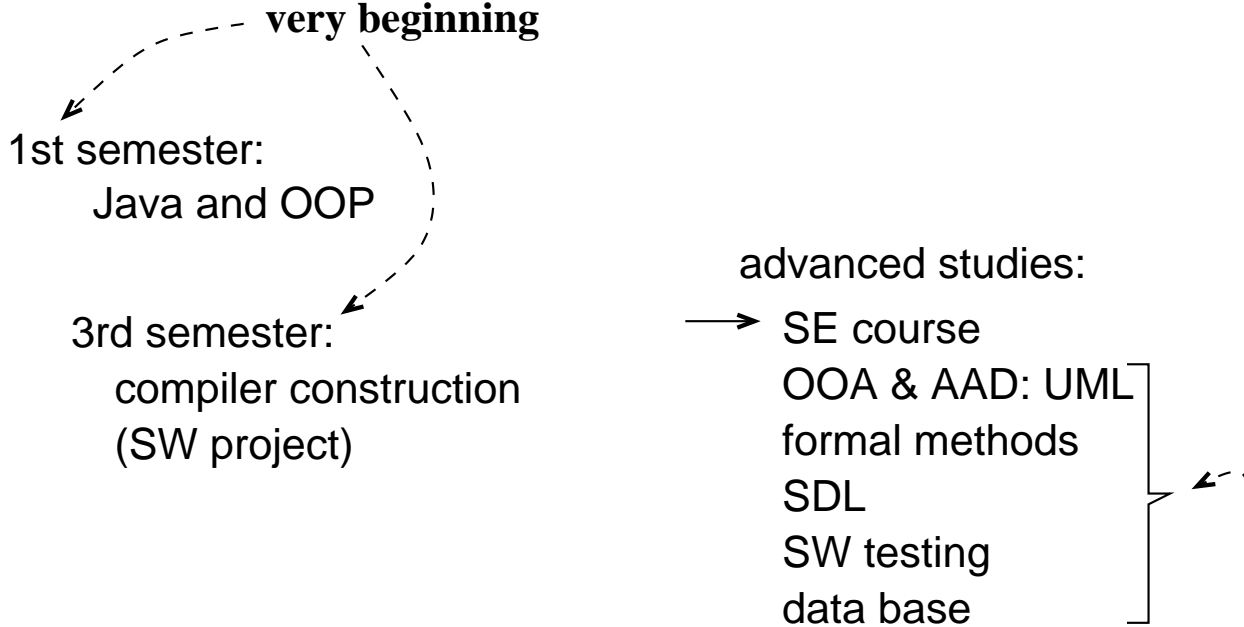 very beginning
1st semester:
Java and OOP
3rd semester:
compiler construction
(SW project)
advanced studies:
SE course
OOA & AAD: UML
formal methods
SDL
SW testing
data base